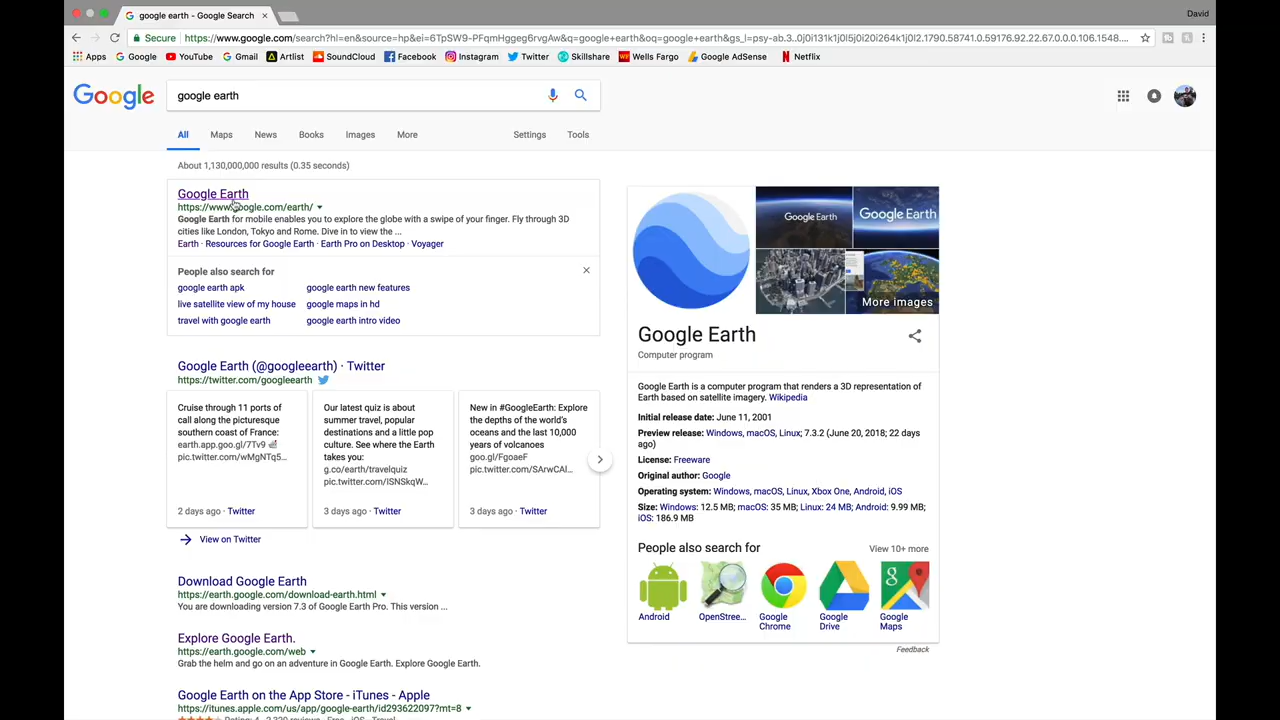 google earth - Google Search
David
Secure
https://www.google.com/search?hl=en&source=hp&ei=6TpSW9-PFqmHggeg6rvgAw&q=google+earth&oq=google+earth&gs_l=psy-ab.3..0j0i131k1j0l5j0i20i264k1j0l2.1790.58741.0.59176.92.22.67.0.0.0.106.1548....
Apps
Google
YouTube
Gmail
Artlist
SoundCloud
Facebook
Instagram
Twitter
Skillshare
Wells Fargo
Google AdSense
Netflix
Google
google earth
All
Maps
News
Books
Images
More
Settings
Tools
About 1,130,000,000 results (0.35 seconds)
Google Earth
https://www.google.com/earth/
Google Earth for mobile enables you to explore the globe with a swipe of your finger. Fly through 3D
cities like London, Tokyo and Rome. Dive in to view the ...
Earth · Resources for Google Earth · Earth Pro on Desktop · Voyager
People also search for
google earth apk
google earth new features
live satellite view of my house
google maps in hd
travel with google earth
google earth intro video
Google Earth (@googleearth) · Twitter
https://twitter.com/googleearth
Cruise through 11 ports of
call along the picturesque
southern coast of France:
earth.app.goo.gl/7Tv9
pic.twitter.com/wMgNTq5...
2 days ago · Twitter
Our latest quiz is about
summer travel, popular
destinations and a little pop
culture. See where the Earth
takes you:
g.co/earth/travelquiz
pic.twitter.com/lSNSkqW...
3 days ago · Twitter
New in #GoogleEarth: Explore
the depths of the world's
oceans and the last 10,000
years of volcanoes
goo.gl/FgoaeF
pic.twitter.com/SArwCAI...
3 days ago · Twitter
View on Twitter
Download Google Earth
https://earth.google.com/download-earth.html
You are downloading version 7.3 of Google Earth Pro. This version ...
Explore Google Earth.
https://earth.google.com/web
Grab the helm and go on an adventure in Google Earth. Explore Google Earth.
Google Earth on the App Store - iTunes - Apple
https://itunes.apple.com/us/app/google-earth/id293622097?mt=8
Rating: 4 - 2,320 reviews - Free - iOS - Travel
Google Earth
Google Earth
More images
Google Earth
Computer program
Google Earth is a computer program that renders a 3D representation of
Earth based on satellite imagery. Wikipedia
Initial release date: June 11, 2001
Preview release: Windows, macOS, Linux; 7.3.2 (June 20, 2018; 22 days
ago)
License: Freeware
Original author: Google
Operating system: Windows, macOS, Linux, Xbox One, Android, iOS
Size: Windows: 12.5 MB; macOS: 35 MB; Linux: 24 MB; Android: 9.99 MB;
iOS: 186.9 MB
People also search for
View 10+ more
Android
OpenStree...
Google
Chrome
Google
Drive
Google
Maps
Feedback